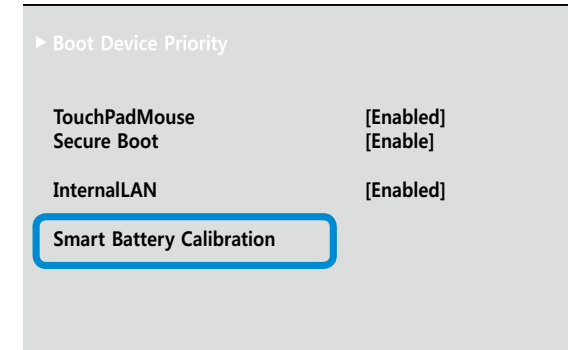 ▶ Boot Device Priority
TouchPadMouse [Enabled]
Secure Boot [Enable]
InternalLAN [Enabled]
Smart Battery Calibration